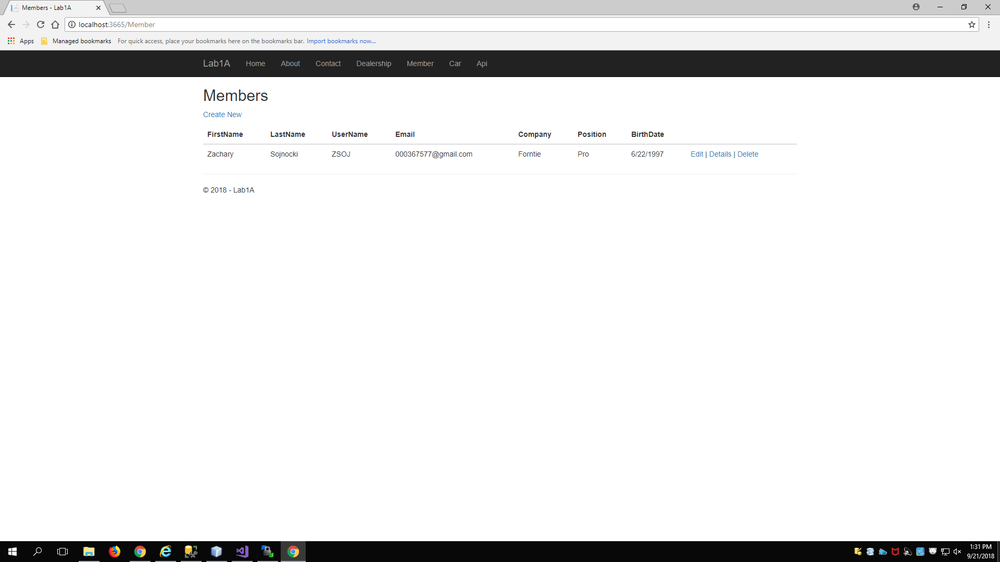 Members - Lab1A
localhost:3665/Member
Apps Managed bookmarks For quick access, place your bookmarks here on the bookmarks bar. Import bookmarks now...
Lab1A Home About Contact Dealership Member Car Api
Members
Create New
FirstName LastName UserName Email Company Position BirthDate
Zachary Sojnocki ZSOJ 000367577@gmail.com Forntie Pro 6/22/1997 Edit | Details | Delete
© 2018 - Lab1A
1:31 PM
9/21/2018